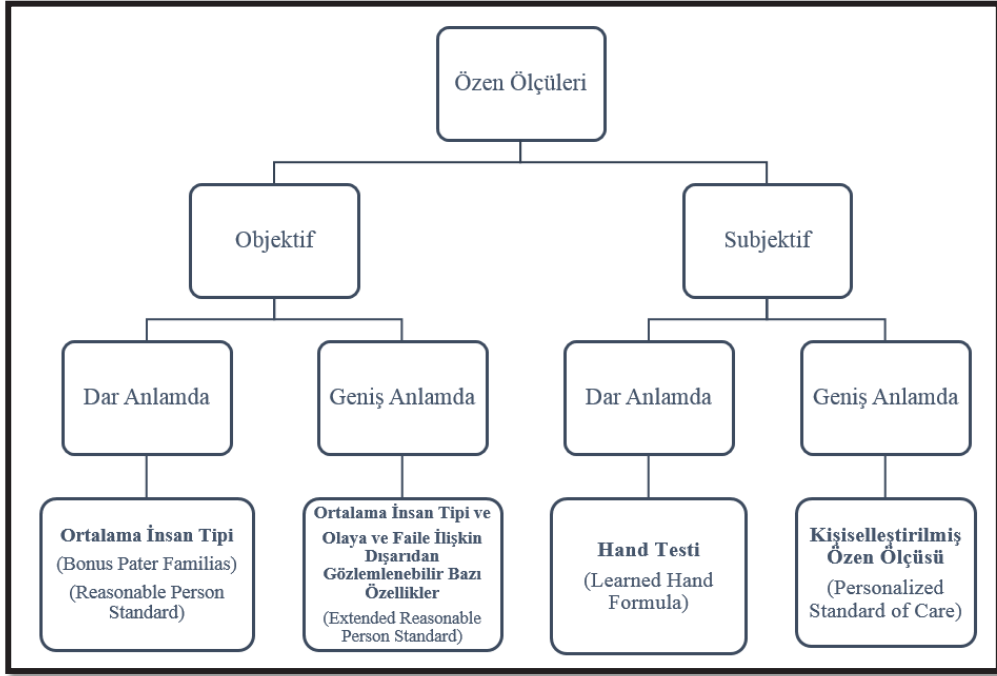 Özen Ölçüleri
Objektif
Subjektif
Dar Anlamda
Geniş Anlamda
Dar Anlamda
Geniş Anlamda
Ortalama İnsan Tipi
(Bonus Pater Familias)
(Reasonable Person
Standard)
Ortalama İnsan Tipi ve
Olaya ve Faile İlişkin
Dışarıdan
Gözlemlenebilir Bazı
Özellikler
(Extended Reasonable
Person Standard)
Hand Testi
(Learned Hand
Formula)
Kişiselleştirilmiş
Özen Ölçüsü
(Personalized
Standard of Care)